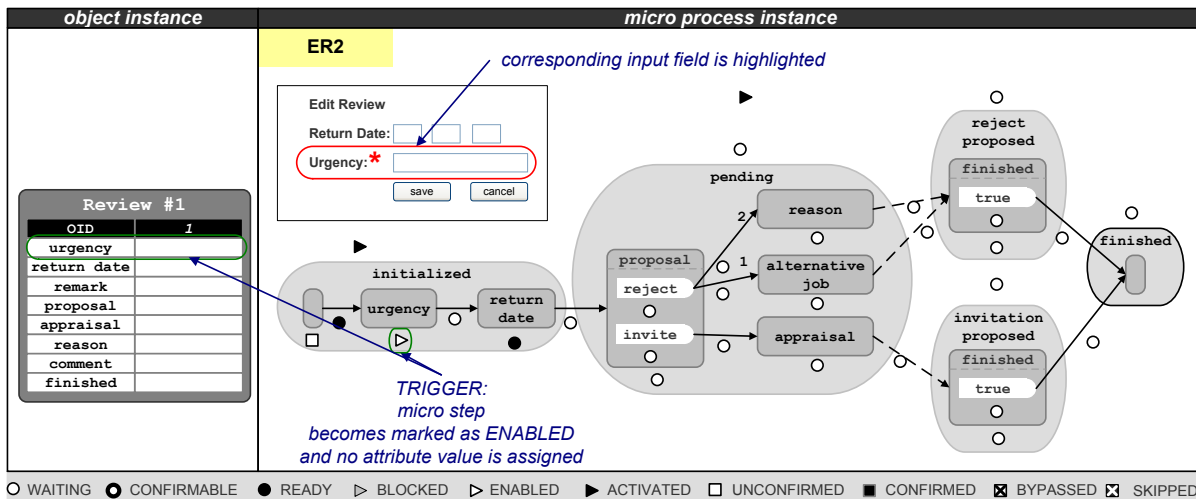 object instance
micro process instance
ER2
corresponding input field is highlighted
Edit Review
Return Date:
Urgency:*
save cancel
Review #1
OID 1
urgency
return date
remark
proposal
appraisal
reason
comment
finished
initialized
urgency
return
date
pending
proposal
reject
invite
2
1
reason
alternative
job
appraisal
reject
proposed
finished
true
invitation
proposed
finished
true
finished
TRIGGER:
micro step
becomes marked as ENABLED
and no attribute value is assigned
WAITING CONFIRMABLE READY BLOCKED ENABLED ACTIVATED UNCONFIRMED CONFIRMED BYPASSED SKIPPED